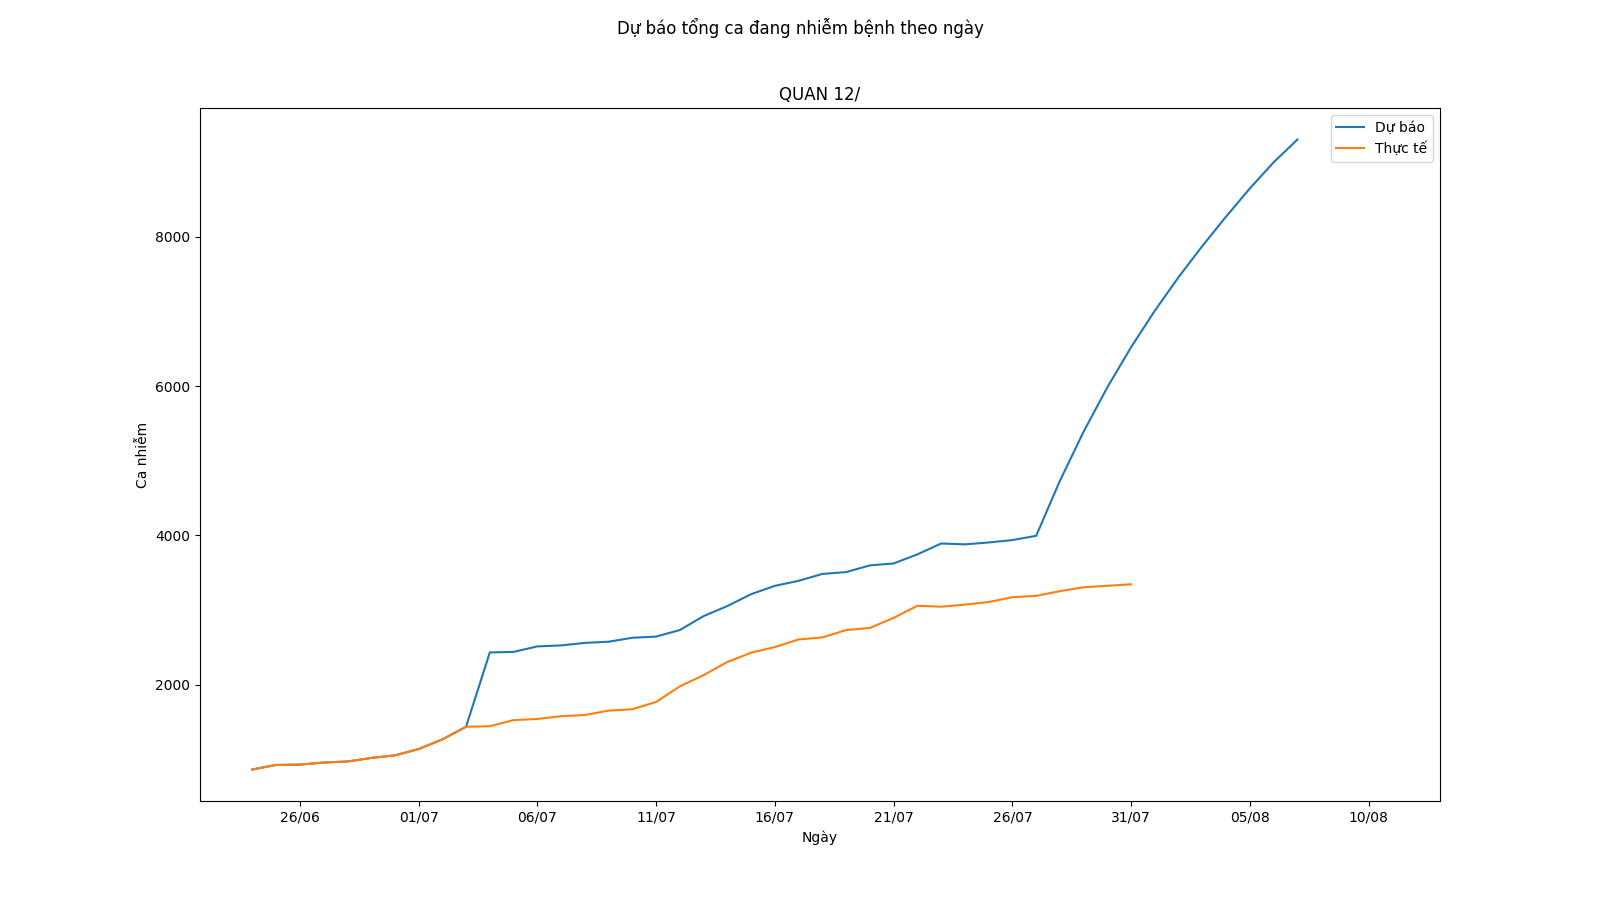 Dự báo tổng ca đang nhiễm bệnh theo ngày
QUAN 12/
Dự báo
Thực tế
8000
6000
4000
2000
Ca nhiễm
26/06 01/07 06/07 11/07 16/07 21/07 26/07 31/07 05/08 10/08
Ngày